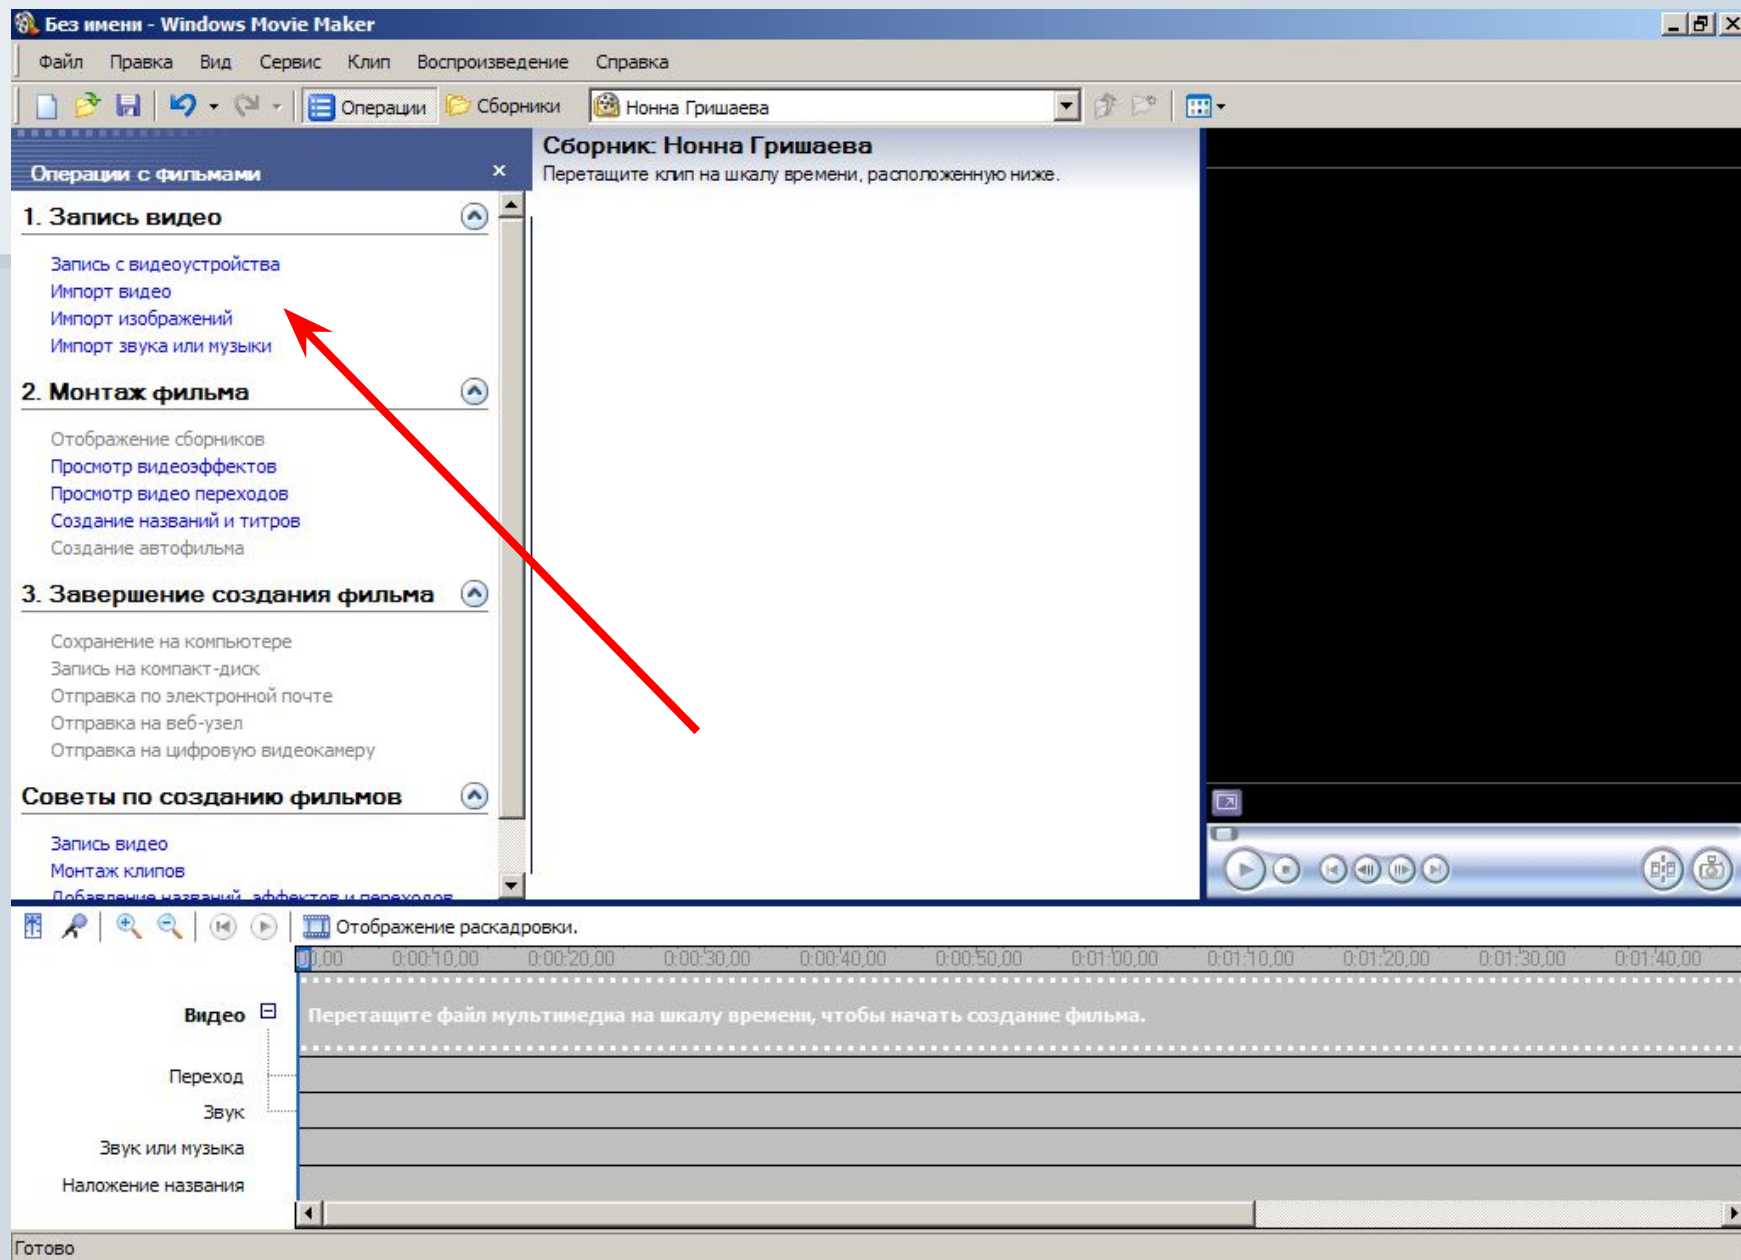 Без имени - Windows Movie Maker
Файл Правка Вид Сервис Клип Воспроизведение Справка
Операции Сборники Нонна Гришаева
Операции с фильмами
Сборник: Нонна Гришаева
Перетащите клип на шкалу времени, расположенную ниже.
1. Запись видео
Запись с видеоустройства
Импорт видео
Импорт изображений
Импорт звука или музыки
2. Монтаж фильма
Отображение сборников
Просмотр видеоэффектов
Просмотр видео переходов
Создание названий и титров
Создание автофильма
3. Завершение создания фильма
Сохранение на компьютере
Запись на компакт-диск
Отправка по электронной почте
Отправка на веб-узел
Отправка на цифровую видеокамеру
Советы по созданию фильмов
Запись видео
Монтаж клипов
Добавление названий, эффектов и переходов
Отображение раскадровки.
0:00:10,00 0:00:20,00 0:00:30,00 0:00:40,00 0:00:50,00 0:01:00,00 0:01:10,00 0:01:20,00 0:01:30,00 0:01:40,00
Видео
Перетащите файл мультимедиа на шкалу времени, чтобы начать создание фильма.
Переход
Звук
Звук или музыка
Наложение названия
Готово